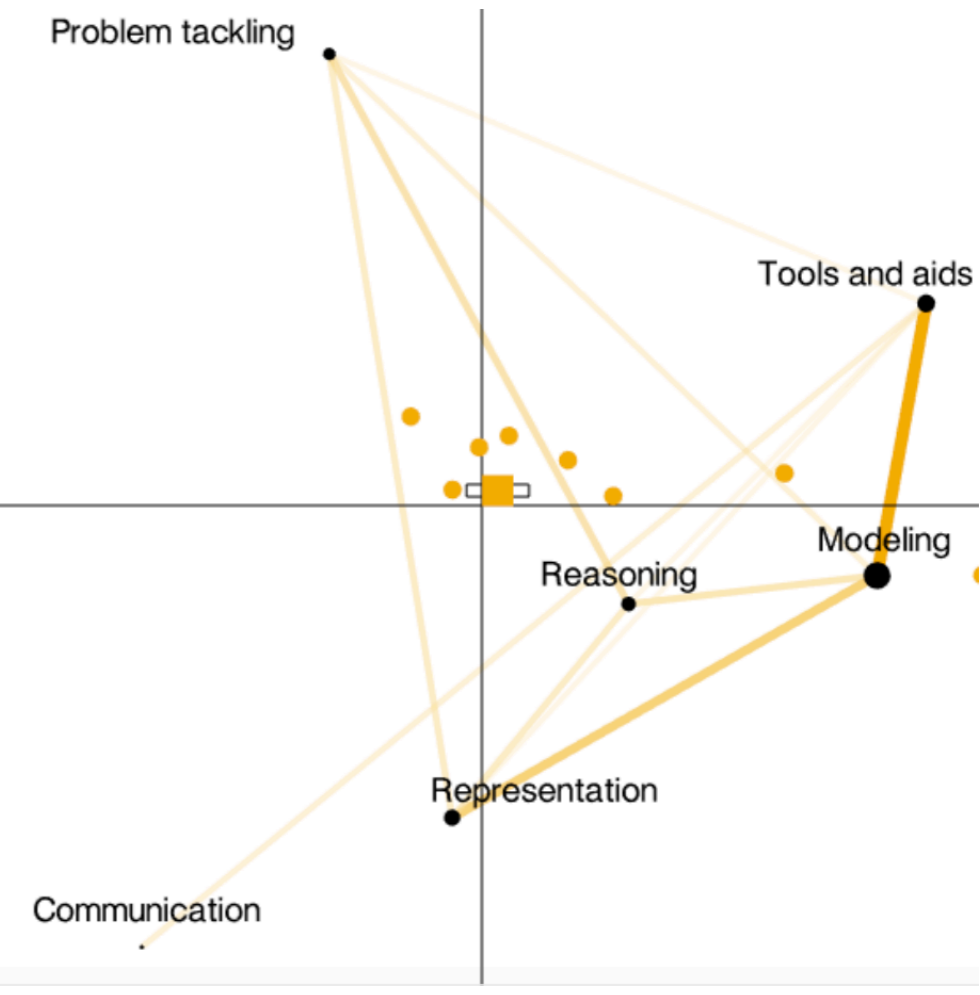 Problem tackling
Tools and aids
Modeling
Reasoning
Representation
Communication